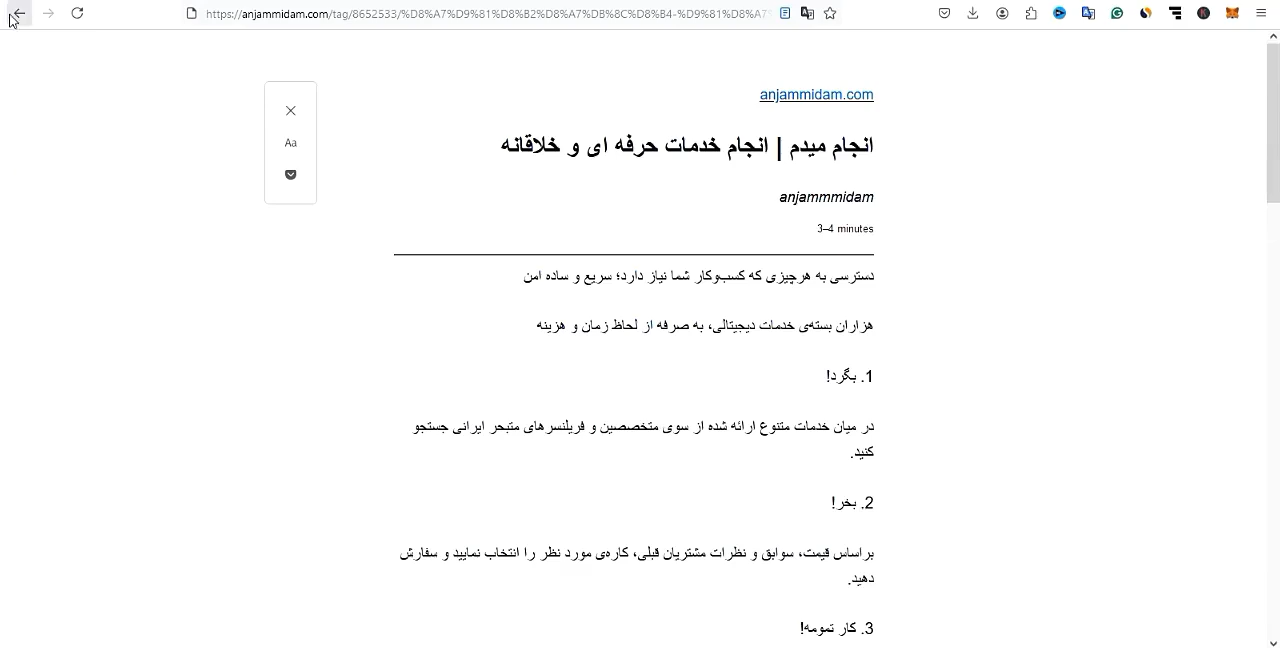 https://anjammidam.com/tag/8652533/%D8%A7%D9%81%D8%B2%D8%A7%DB%8C%D8%B4-%D9%81%D8%A7%
anjammidam.com
انجام میدم | انجام خدمات حرفه ای و خلاقانه
anjammmidam
3–4 minutes
دسترسی به هرچیزی که کسب‌وکار شما نیاز دارد؛ سریع و ساده امن
هزاران بسته‌ی خدمات دیجیتالی، به صرفه از لحاظ زمان و هزینه
1. بگرد!
در میان خدمات متنوع ارائه شده از سوی متخصصین و فریلنسرهای متبحر ایرانی جستجو
کنید.
2. بخر!
براساس قیمت، سوابق و نظرات مشتریان قبلی، کاره‌ی مورد نظر را انتخاب نمایید و سفارش
دهید.
3. کار تمومه!
Aa